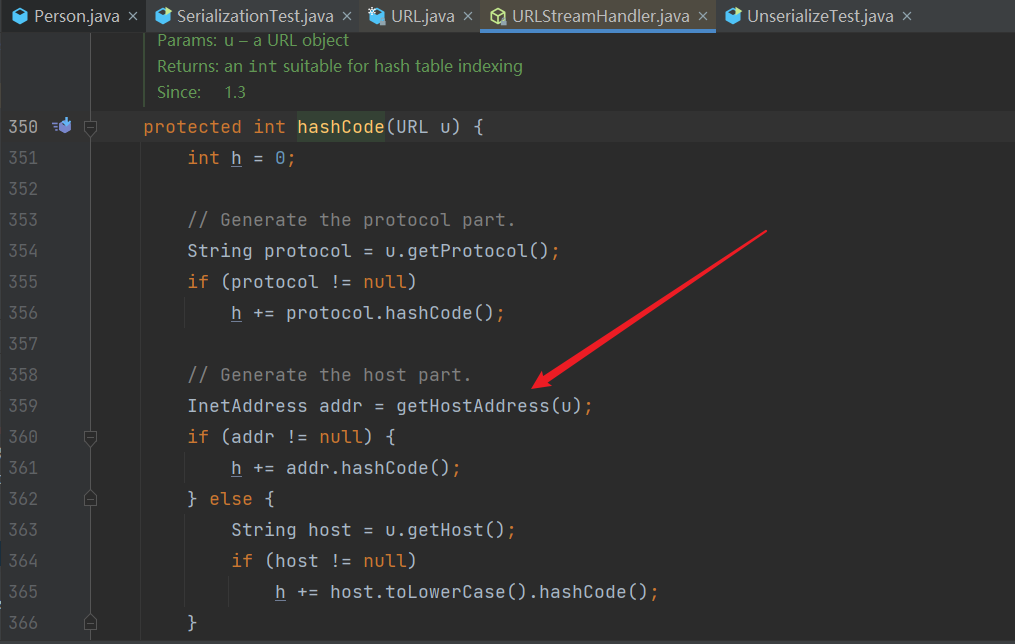 Person.java × SerializationTest.java × URL.java × URLStreamHandler.java × UnserializeTest.java ×
Params: u – a URL object
Returns: an int suitable for hash table indexing
Since: 1.3
350 protected int hashCode(URL u) {
351 int h = 0;
352
353 // Generate the protocol part.
354 String protocol = u.getProtocol();
355 if (protocol != null)
356 h += protocol.hashCode();
357
358 // Generate the host part.
359 InetAddress addr = getHostAddress(u);
360 if (addr != null) {
361 h += addr.hashCode();
362 } else {
363 String host = u.getHost();
364 if (host != null)
365 h += host.toLowerCase().hashCode();
366 }